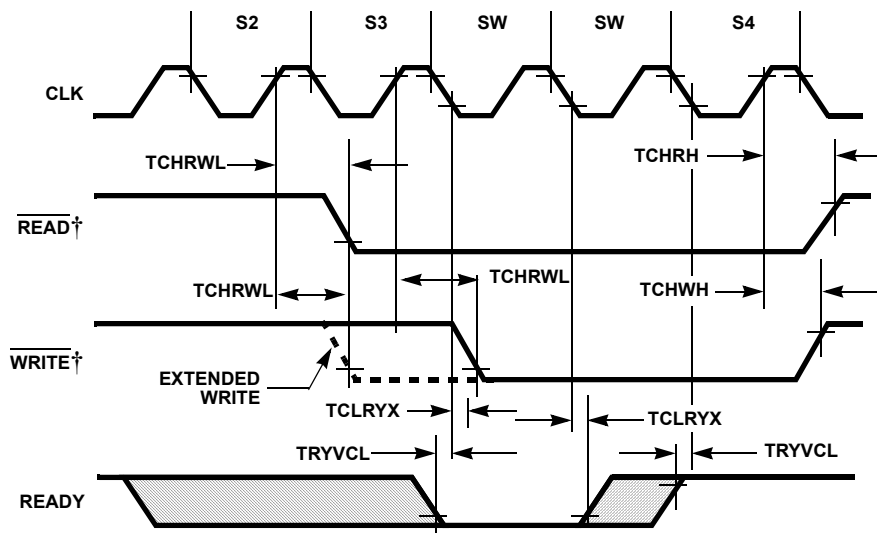 S2 S3 SW SW S4
CLK
TCHRWL TCHRH
READ†
TCHRWL TCHRWL TCHWH
WRITE†
EXTENDED
WRITE
TCLRYX TCLRYX
TRYVCL TRYVCL
READY